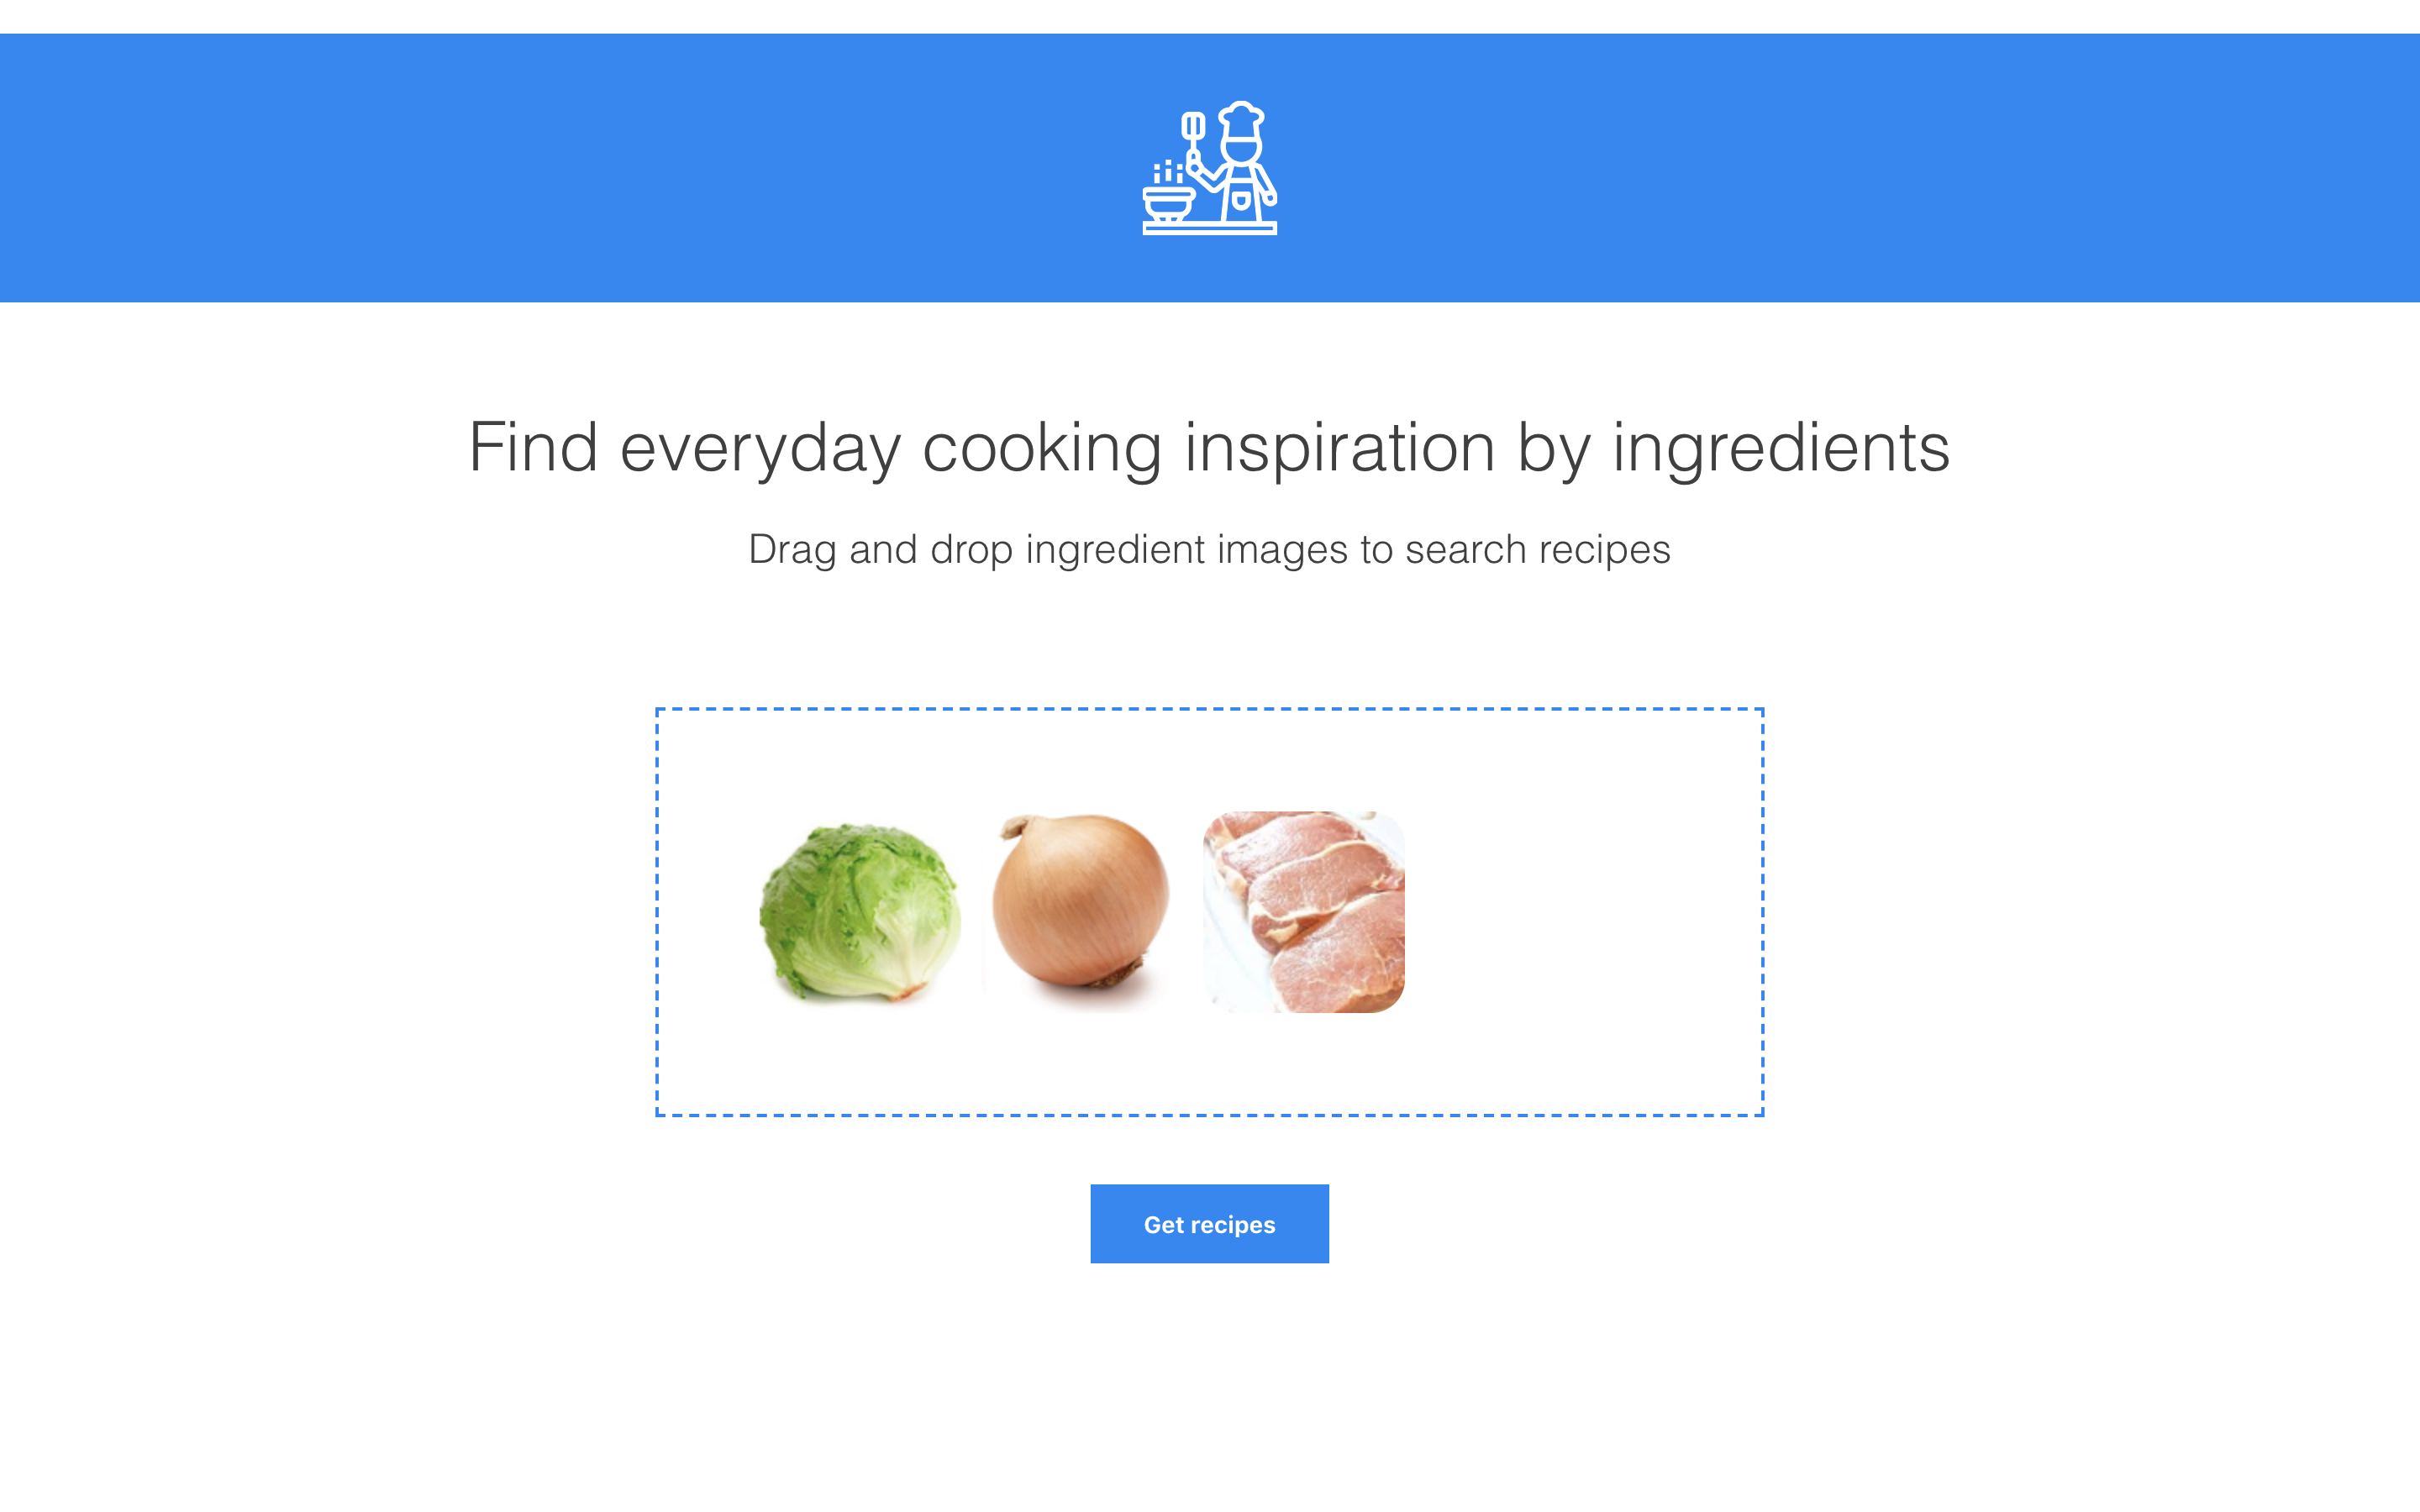 Find everyday cooking inspiration by ingredients
Drag and drop ingredient images to search recipes
Get recipes